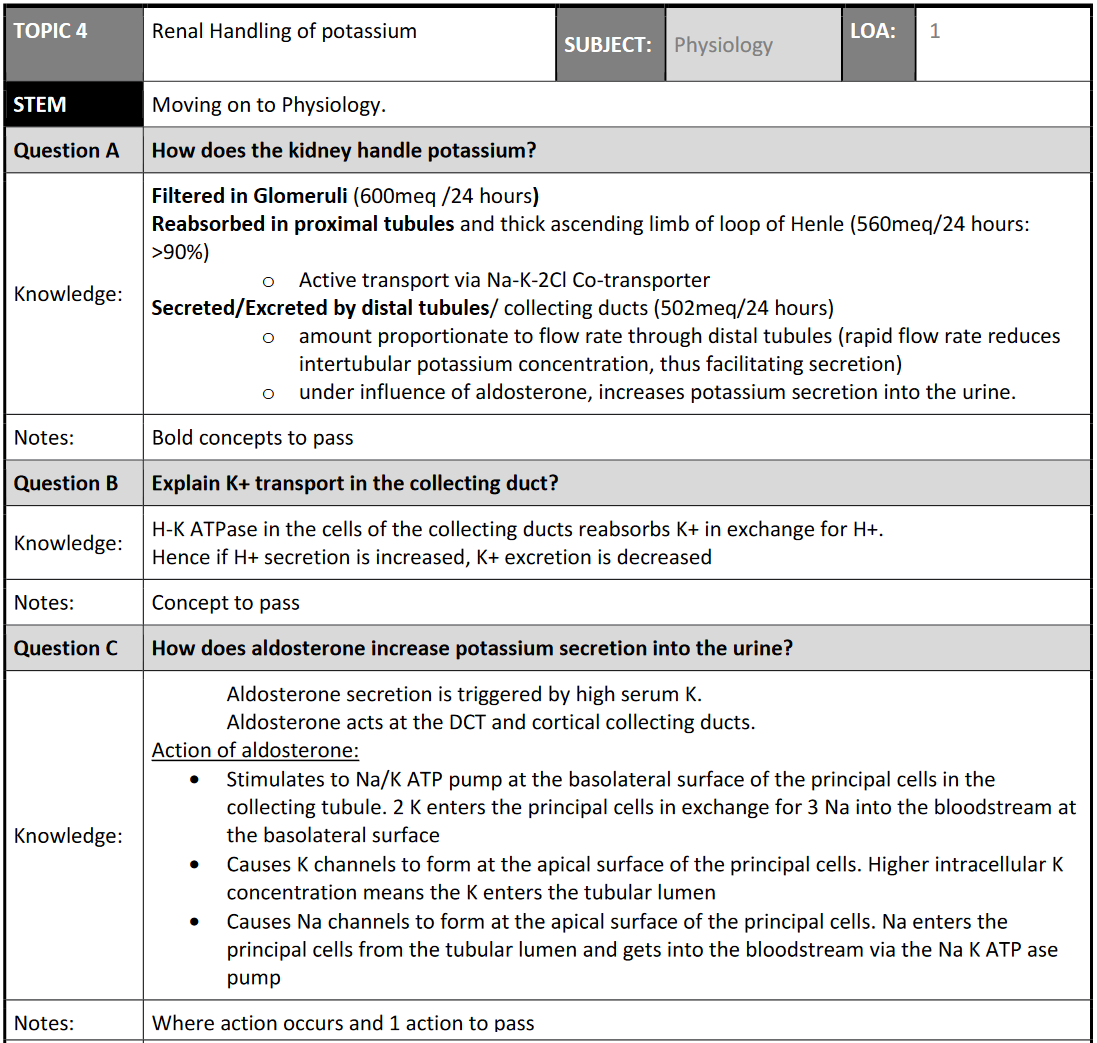 TOPIC 4
Renal Handling of potassium
SUBJECT:
Physiology
LOA:
1
STEM
Moving on to Physiology.
Question A
How does the kidney handle potassium?
Knowledge:
Filtered in Glomeruli (600meq /24 hours)
Reabsorbed in proximal tubules and thick ascending limb of loop of Henle (560meq/24 hours:
>90%)
o Active transport via Na-K-2Cl Co-transporter
Secreted/Excreted by distal tubules/ collecting ducts (502meq/24 hours)
o amount proportionate to flow rate through distal tubules (rapid flow rate reduces
intertubular potassium concentration, thus facilitating secretion)
o under influence of aldosterone, increases potassium secretion into the urine.
Notes:
Bold concepts to pass
Question B
Explain K+ transport in the collecting duct?
Knowledge:
H-K ATPase in the cells of the collecting ducts reabsorbs K+ in exchange for H+.
Hence if H+ secretion is increased, K+ excretion is decreased
Notes:
Concept to pass
Question C
How does aldosterone increase potassium secretion into the urine?
Knowledge:
Aldosterone secretion is triggered by high serum K.
Aldosterone acts at the DCT and cortical collecting ducts.
Action of aldosterone:
• Stimulates to Na/K ATP pump at the basolateral surface of the principal cells in the
collecting tubule. 2 K enters the principal cells in exchange for 3 Na into the bloodstream at
the basolateral surface
• Causes K channels to form at the apical surface of the principal cells. Higher intracellular K
concentration means the K enters the tubular lumen
• Causes Na channels to form at the apical surface of the principal cells. Na enters the
principal cells from the tubular lumen and gets into the bloodstream via the Na K ATP ase
pump
Notes:
Where action occurs and 1 action to pass